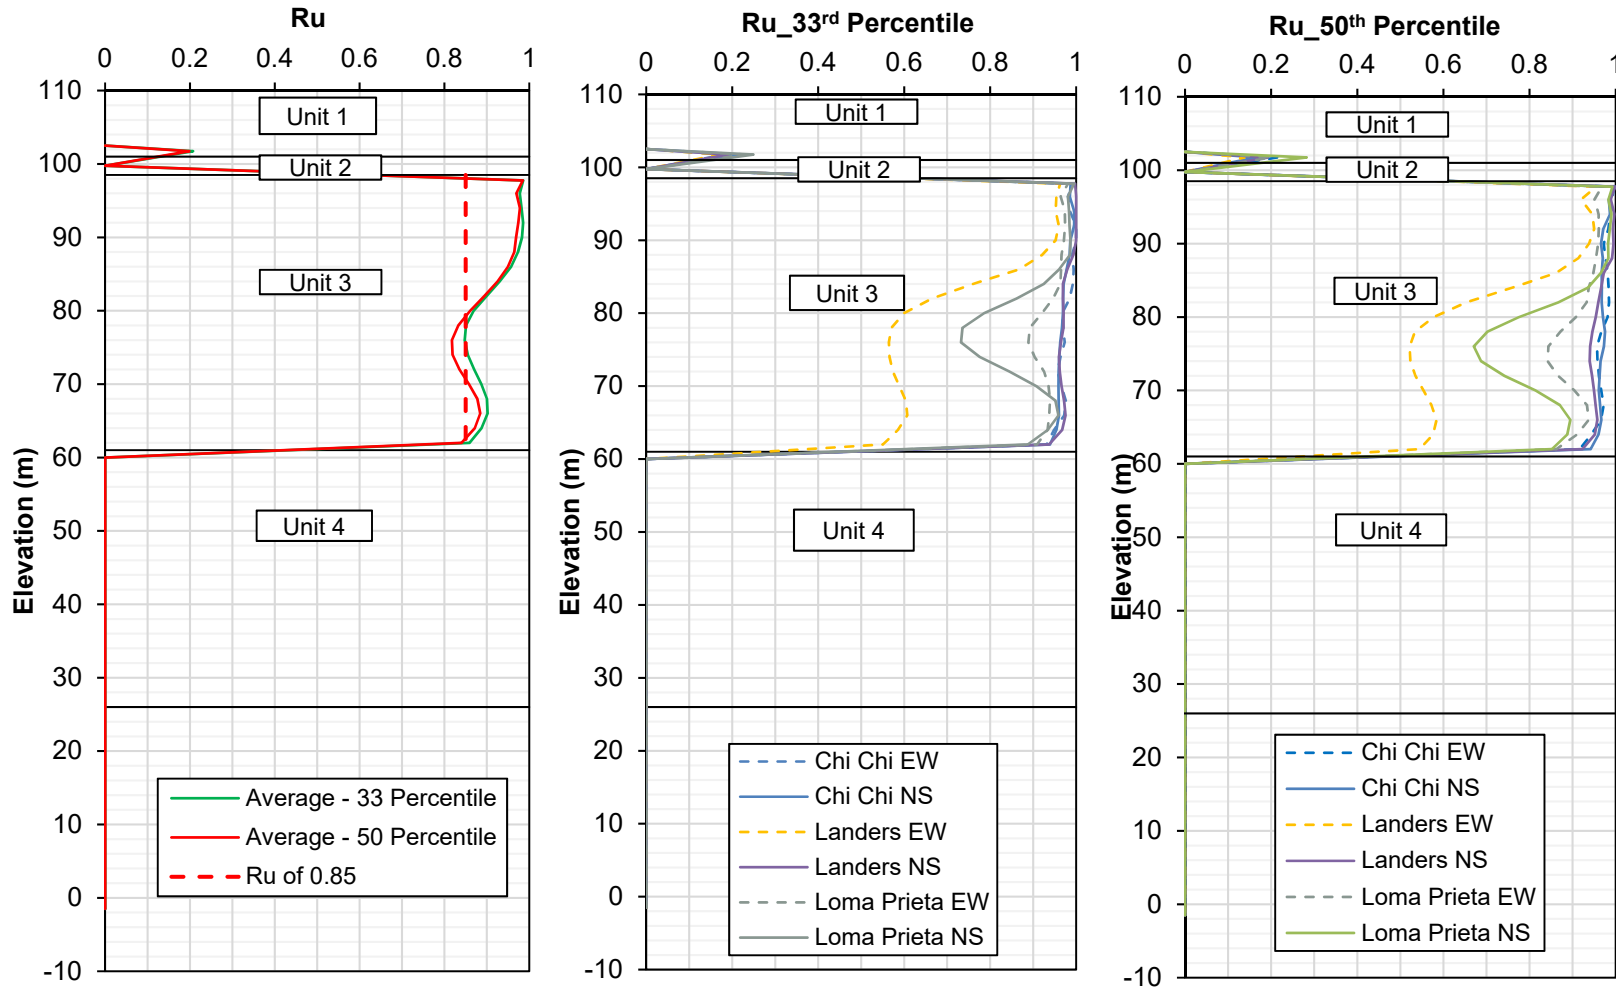 Ru
0 0.2 0.4 0.6 0.8 1
110
100
90
80
70
60
50
40
30
20
10
0
-10
Elevation (m)
Unit 1
Unit 2
Unit 3
Unit 4
Average - 33 Percentile
Average - 50 Percentile
Ru of 0.85
Ru_33rd Percentile
0 0.2 0.4 0.6 0.8 1
110
100
90
80
70
60
50
40
30
20
10
0
-10
Elevation (m)
Unit 1
Unit 2
Unit 3
Unit 4
Chi Chi EW
Chi Chi NS
Landers EW
Landers NS
Loma Prieta EW
Loma Prieta NS
Ru_50th Percentile
0 0.2 0.4 0.6 0.8 1
110
100
90
80
70
60
50
40
30
20
10
0
-10
Elevation (m)
Unit 1
Unit 2
Unit 3
Unit 4
Chi Chi EW
Chi Chi NS
Landers EW
Landers NS
Loma Prieta EW
Loma Prieta NS